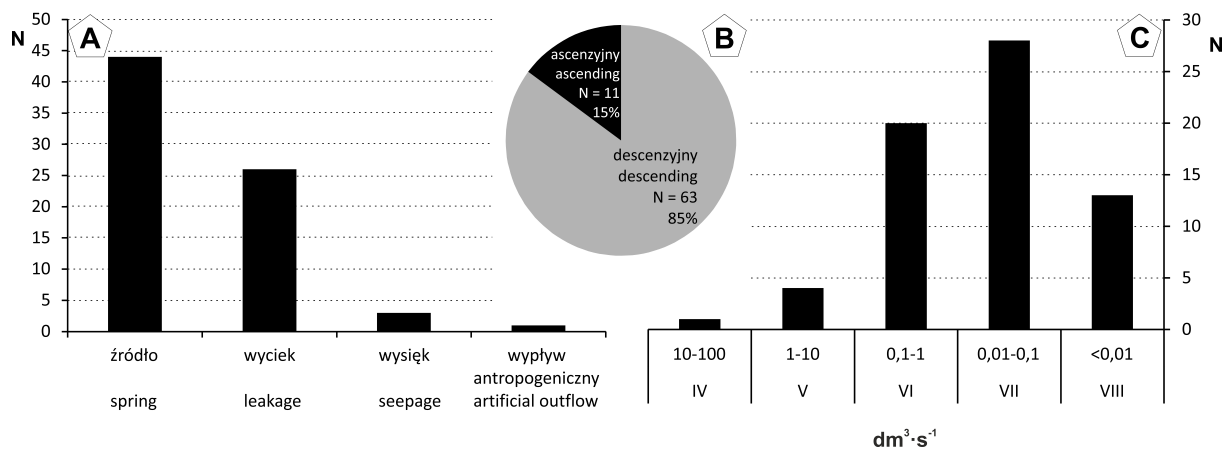 N
A
50
45
40
35
30
25
20
15
10
5
0
źródło
spring
wyciek
leakage
wysięk
seepage
wypływ
antropogeniczny
artificial outflow
B
ascenzyjny
ascending
N = 11
15%
descenzyjny
descending
N = 63
85%
C
N
30
25
20
15
10
5
0
10-100
IV
1-10
V
0,1-1
VI
0,01-0,1
VII
<0,01
VIII
dm³·s⁻¹